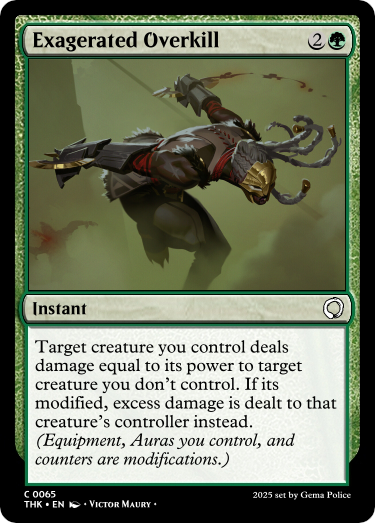 Exagerated Overkill 2
Instant
Target creature you control deals
damage equal to its power to target
creature you don't control. If its
modified, excess damage is dealt to that
creature's controller instead.
(Equipment, Auras you control, and
counters are modifications.)
C 0065
THK • EN Victor Maury •
2025 set by Gema Police